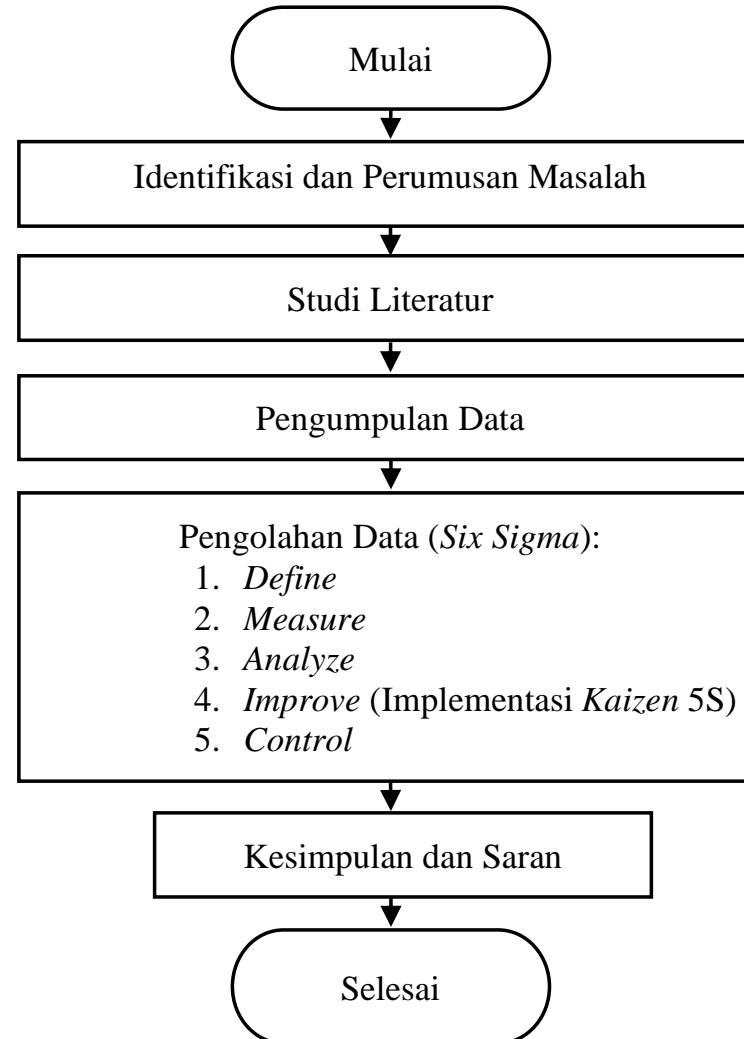 Mulai
Identifikasi dan Perumusan Masalah
Studi Literatur
Pengumpulan Data
Pengolahan Data (Six Sigma):
1. Define
2. Measure
3. Analyze
4. Improve (Implementasi Kaizen 5S)
5. Control
Kesimpulan dan Saran
Selesai